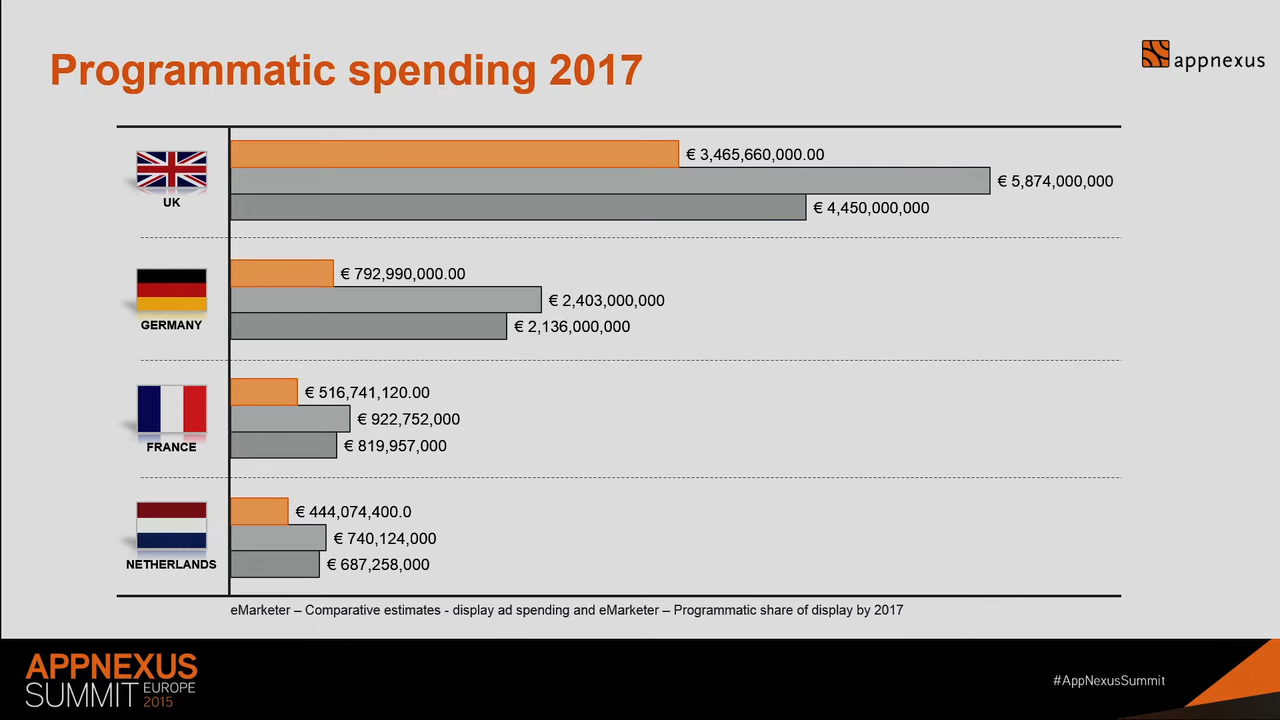 Programmatic spending 2017
appnexus
€ 3,465,660,000.00
€ 5,874,000,000
UK
€ 4,450,000,000
€ 792,990,000.00
€ 2,403,000,000
GERMANY
€ 2,136,000,000
€ 516,741,120.00
€ 922,752,000
FRANCE
€ 819,957,000
€ 444,074,400.0
€ 740,124,000
NETHERLANDS
€ 687,258,000
eMarketer – Comparative estimates - display ad spending and eMarketer – Programmatic share of display by 2017
APPNEXUS
SUMMIT EUROPE 2015
#AppNexusSummit